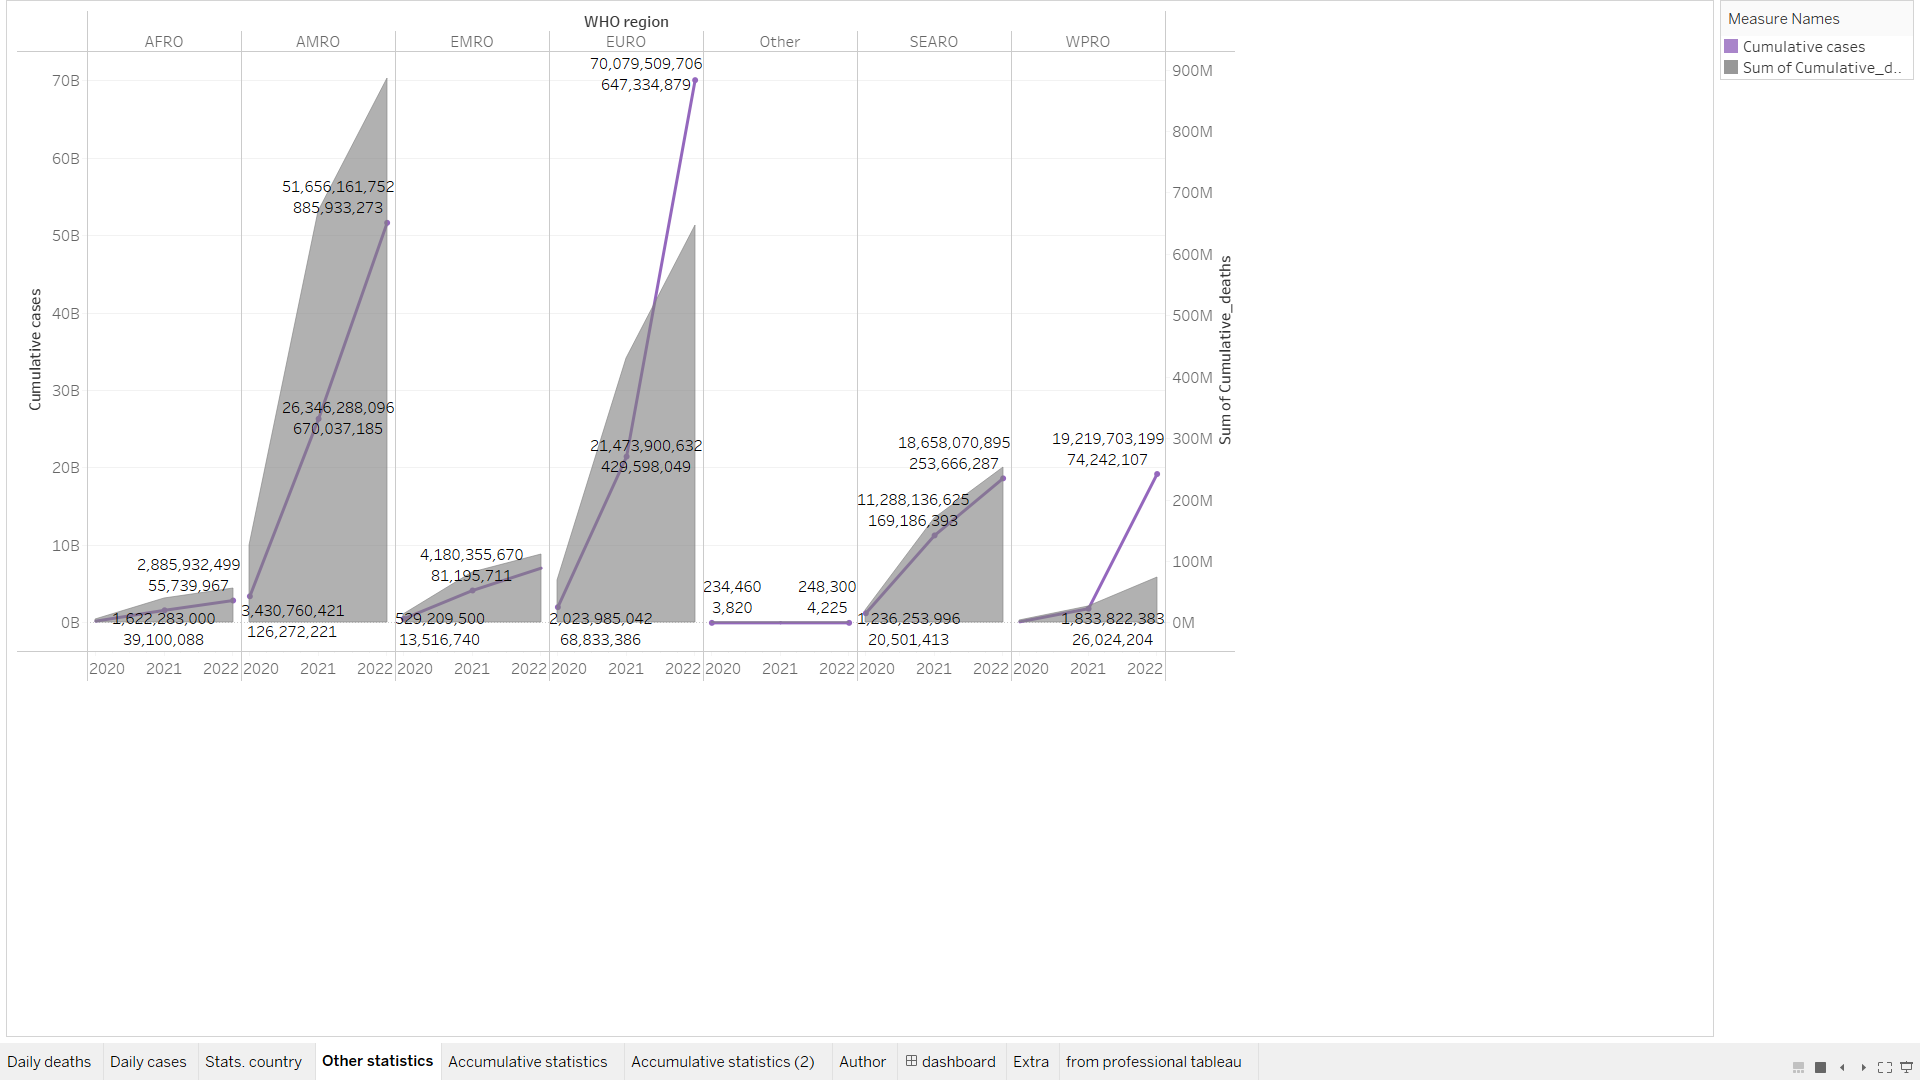 WHO region
AFRO AMRO EMRO EURO Other SEARO WPRO
Measure Names
Cumulative cases
Sum of Cumulative_d..
Cumulative cases
70B
60B
50B
40B
30B
20B
10B
0B
2,885,932,499
55,739,967
1,622,283,000
39,100,088
51,656,161,752
885,933,273
26,346,288,096
670,037,185
3,430,760,421
126,272,221
4,180,355,670
81,195,711
529,209,500
13,516,740
70,079,509,706
647,334,879
21,473,900,632
429,598,049
2,023,985,042
68,833,386
234,460
3,820
248,300
4,225
18,658,070,895
253,666,287
11,288,136,625
169,186,393
1,236,253,996
20,501,413
19,219,703,199
74,242,107
1,833,822,383
26,024,204
900M
800M
700M
600M
500M
400M
300M
200M
100M
0M
Sum of Cumulative_deaths
2020 2021 2022 2020 2021 2022 2020 2021 2022 2020 2021 2022 2020 2021 2022 2020 2021 2022 2020 2021 2022
Daily deaths Daily cases Stats. country Other statistics Accumulative statistics Accumulative statistics (2) Author dashboard Extra from professional tableau